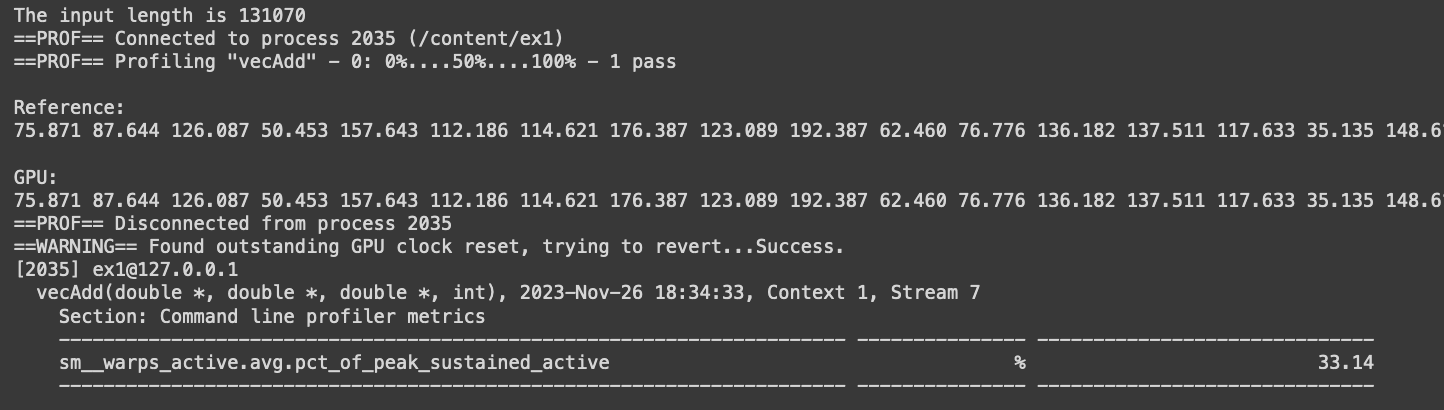 The input length is 131070
==PROF== Connected to process 2035 (/content/ex1)
==PROF== Profiling "vecAdd" - 0: 0%....50%....100% - 1 pass
Reference:
75.871 87.644 126.087 50.453 157.643 112.186 114.621 176.387 123.089 192.387 62.460 76.776 136.182 137.511 117.633 35.135 148.6
GPU:
75.871 87.644 126.087 50.453 157.643 112.186 114.621 176.387 123.089 192.387 62.460 76.776 136.182 137.511 117.633 35.135 148.6
==PROF== Disconnected from process 2035
==WARNING== Found outstanding GPU clock reset, trying to revert...Success.
[2035] ex1@127.0.0.1
vecAdd(double *, double *, double *, int), 2023-Nov-26 18:34:33, Context 1, Stream 7
Section: Command line profiler metrics
---------------------------------------------------------------------- --------------- ------------------------------
sm__warps_active.avg.pct_of_peak_sustained_active % 33.14
---------------------------------------------------------------------- --------------- ------------------------------